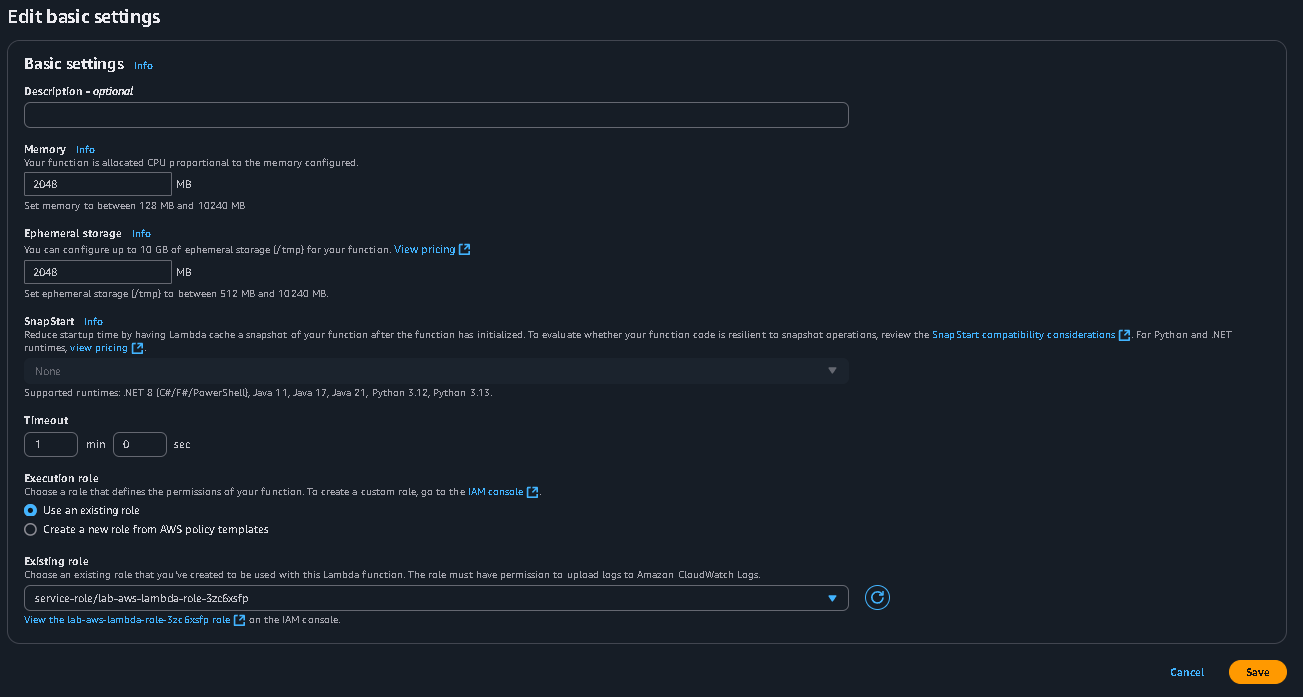 Edit basic settings
Basic settings Info
Description - optional
Memory Info
Your function is allocated CPU proportional to the memory configured.
2048 MB
Set memory to between 128 MB and 10240 MB
Ephemeral storage Info
You can configure up to 10 GB of ephemeral storage (/tmp) for your function. View pricing
2048 MB
Set ephemeral storage (/tmp) to between 512 MB and 10240 MB.
SnapStart Info
Reduce startup time by having Lambda cache a snapshot of your function after the function has initialized. To evaluate whether your function code is resilient to snapshot operations, review the SnapStart compatibility considerations . For Python and .NET
runtimes, view pricing .
None
Supported runtimes: .NET 8 (C#/F#/PowerShell), Java 11, Java 17, Java 21, Python 3.12, Python 3.13.
Timeout
1 min 0 sec
Execution role
Choose a role that defines the permissions of your function. To create a custom role, go to the IAM console .
Use an existing role
Create a new role from AWS policy templates
Existing role
Choose an existing role that you've created to be used with this Lambda function. The role must have permission to upload logs to Amazon CloudWatch Logs.
service-role/lab-aws-lambda-role-3zc6xsfp
View the lab-aws-lambda-role-3zc6xsfp role on the IAM console.
Cancel Save